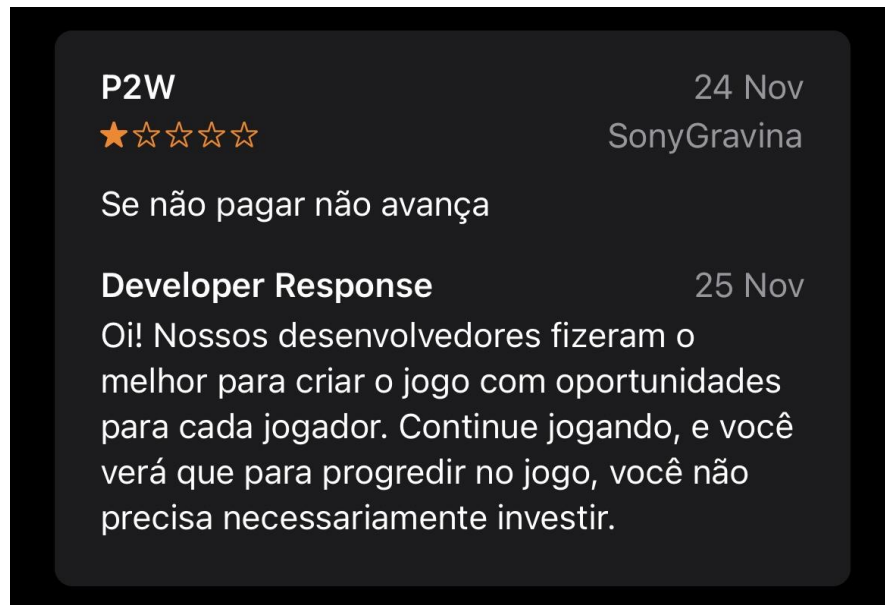 P2W
24 Nov
SonyGravina
Se não pagar não avança
Developer Response
25 Nov
Oi! Nossos desenvolvedores fizeram o
melhor para criar o jogo com oportunidades
para cada jogador. Continue jogando, e você
verá que para progredir no jogo, você não
precisa necessariamente investir.